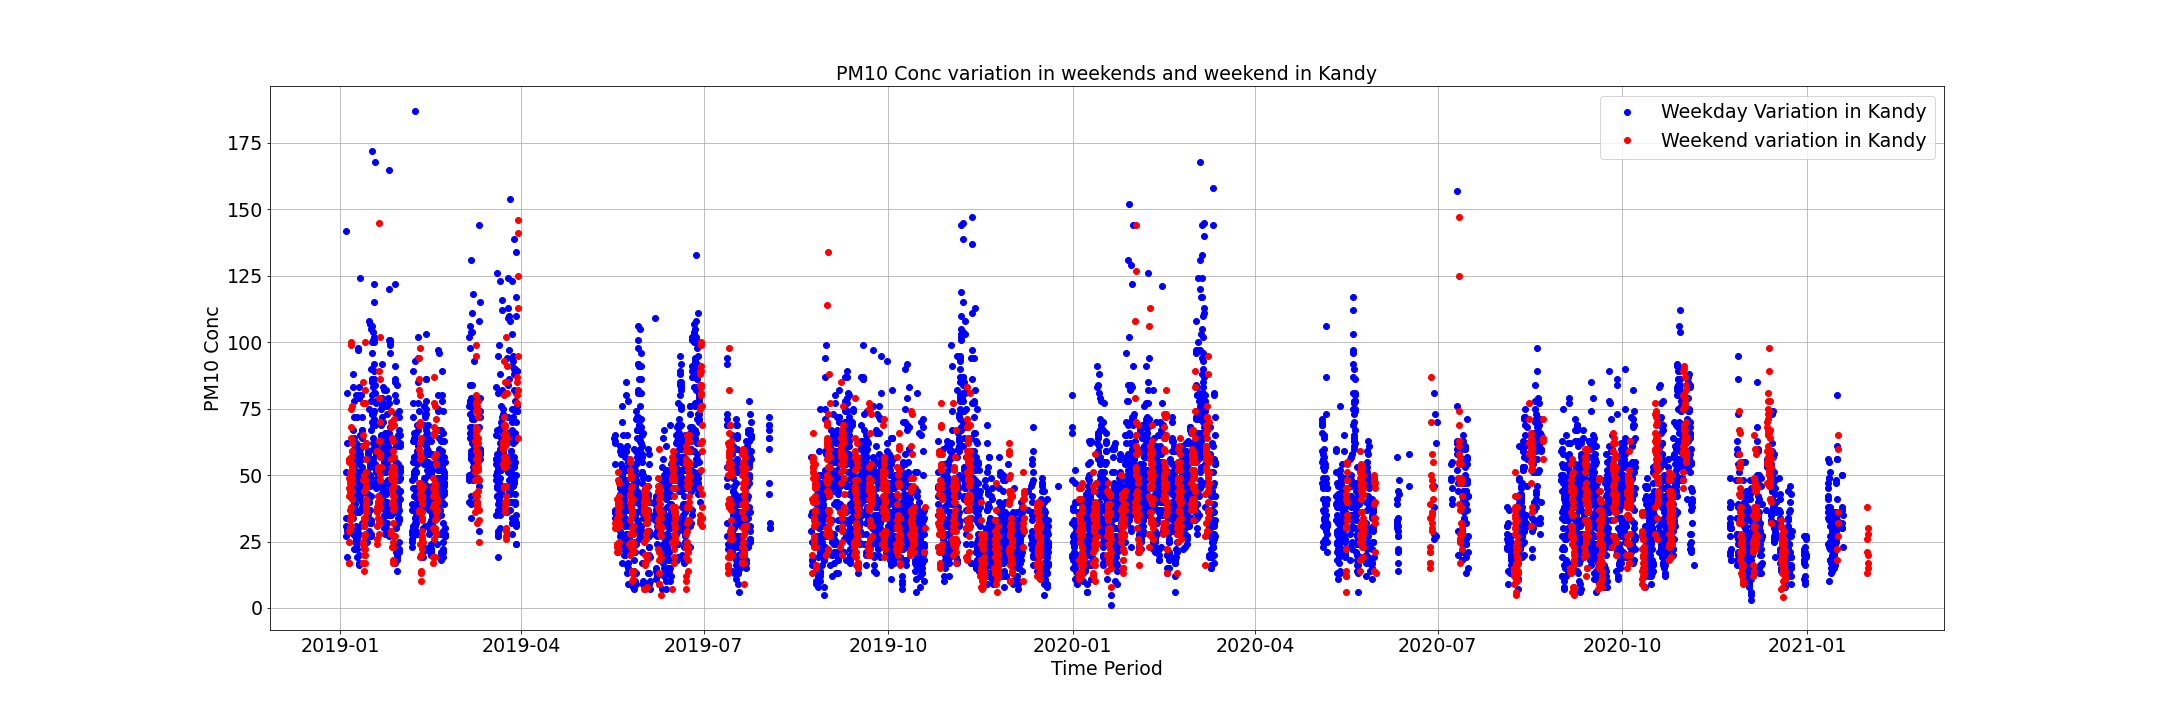 PM10 Conc variation in weekends and weekend in Kandy
Weekday Variation in Kandy
Weekend variation in Kandy
PM10 Conc
175
150
125
100
75
50
25
0
2019-01 2019-04 2019-07 2019-10 2020-01 2020-04 2020-07 2020-10 2021-01
Time Period